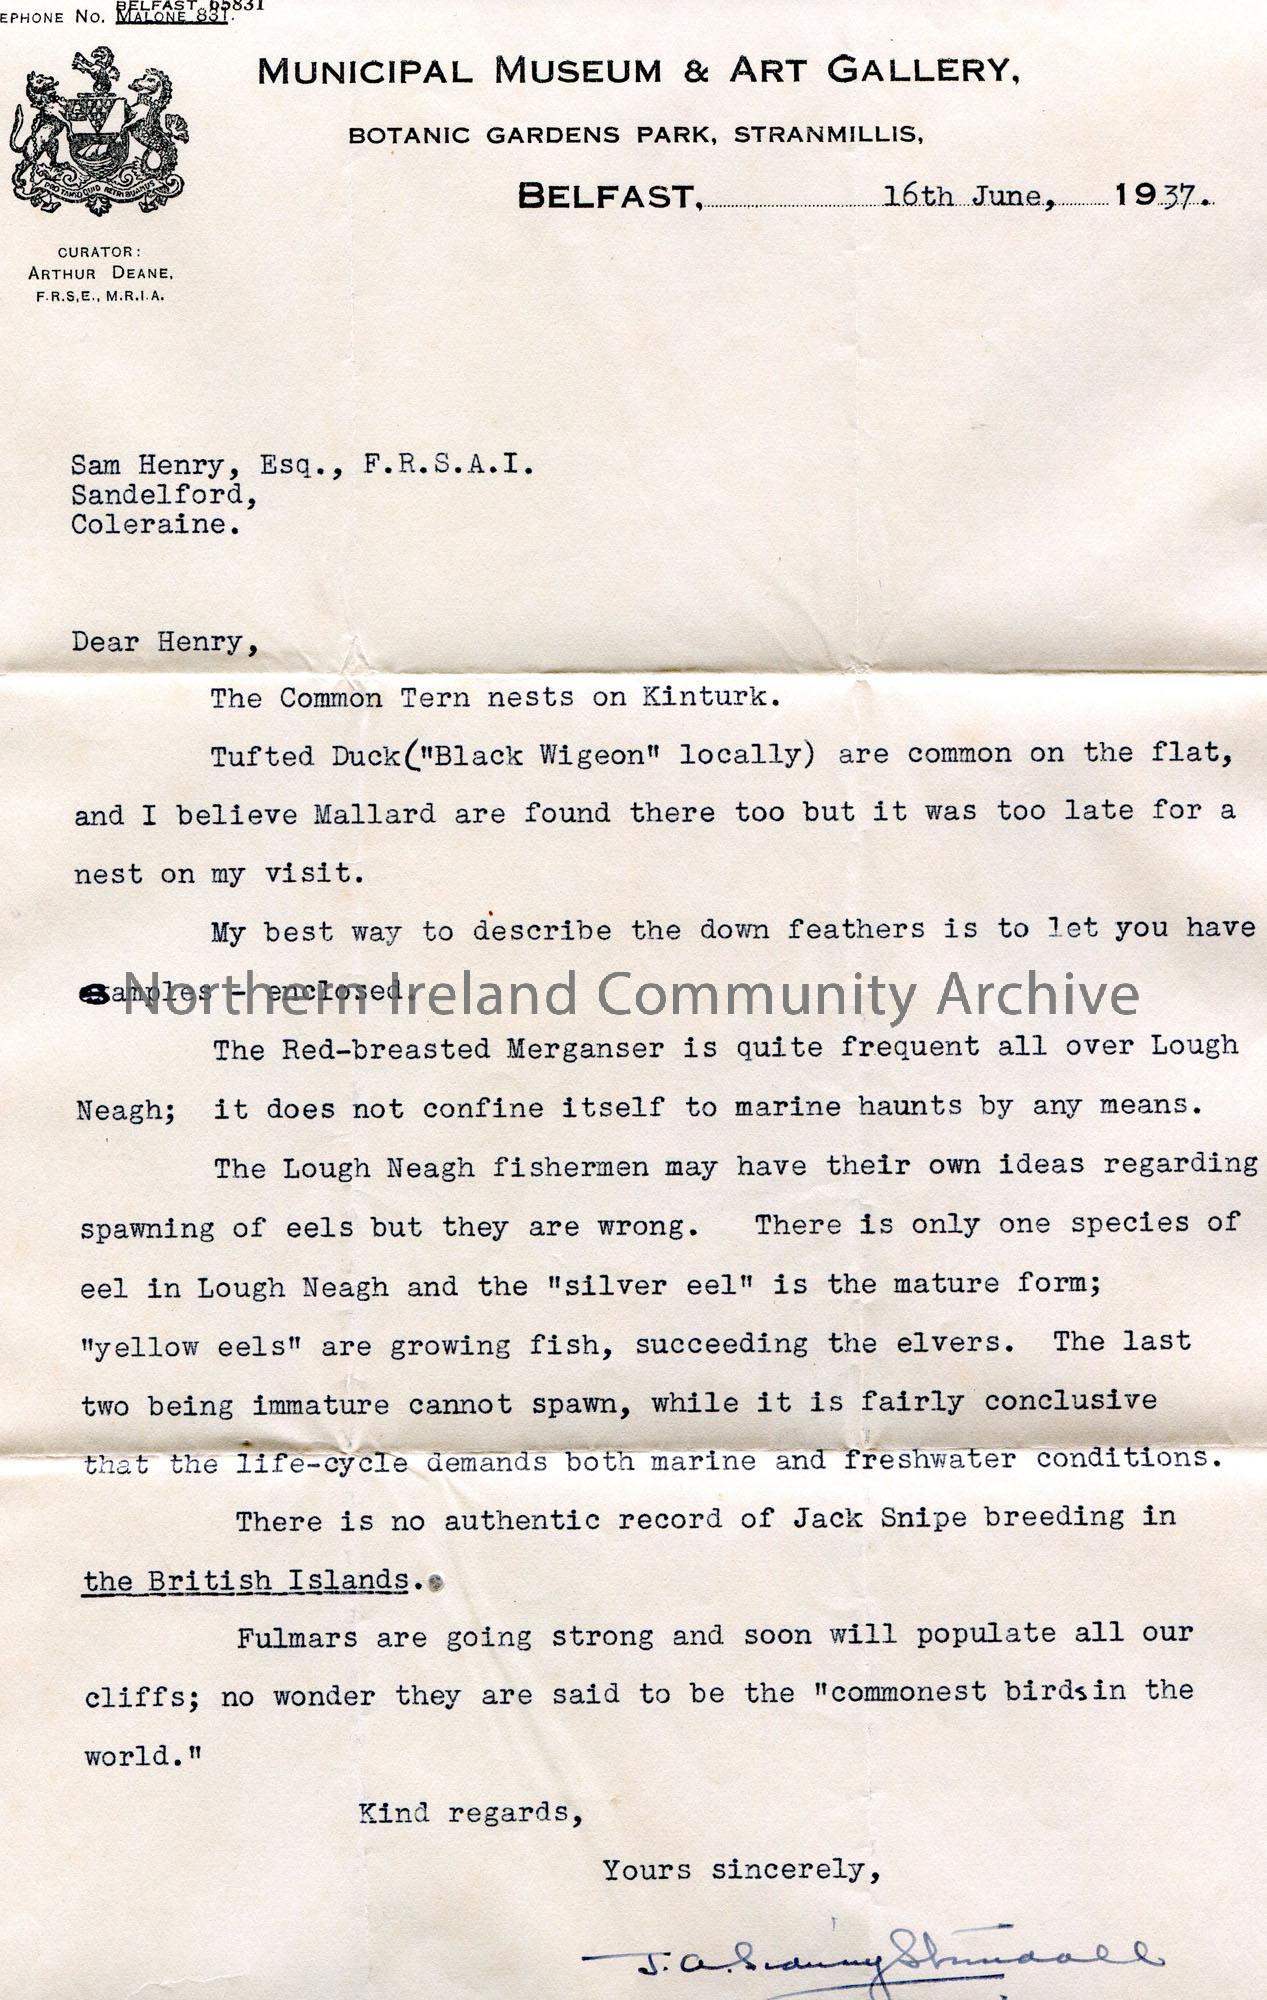 BELFAST 65831
EPHONE No. MALONE 831.
MUNICIPAL MUSEUM & ART GALLERY,
BOTANIC GARDENS PARK, STRANMILLIS,
BELFAST, 16th June, 1937.
PRO TANTO QUID RETRIBUAMUS
CURATOR:
ARTHUR DEANE,
F.R.S.E., M.R.I.A.
Sam Henry, Esq., F.R.S.A.I.
Sandelford,
Coleraine.
Dear Henry,
The Common Tern nests on Kinturk.
Tufted Duck("Black Wigeon" locally) are common on the flat,
and I believe Mallard are found there too but it was too late for a
nest on my visit.
My best way to describe the down feathers is to let you have
samples - enclosed.
Northern Ireland Community Archive
The Red-breasted Merganser is quite frequent all over Lough
Neagh; it does not confine itself to marine haunts by any means.
The Lough Neagh fishermen may have their own ideas regarding
spawning of eels but they are wrong. There is only one species of
eel in Lough Neagh and the "silver eel" is the mature form;
"yellow eels" are growing fish, succeeding the elvers. The last
two being immature cannot spawn, while it is fairly conclusive
that the life-cycle demands both marine and freshwater conditions.
There is no authentic record of Jack Snipe breeding in
the British Islands.
Fulmars are going strong and soon will populate all our
cliffs; no wonder they are said to be the "commonest birds in the
world."
Kind regards,
Yours sincerely,
J. A. Sidney Stendall